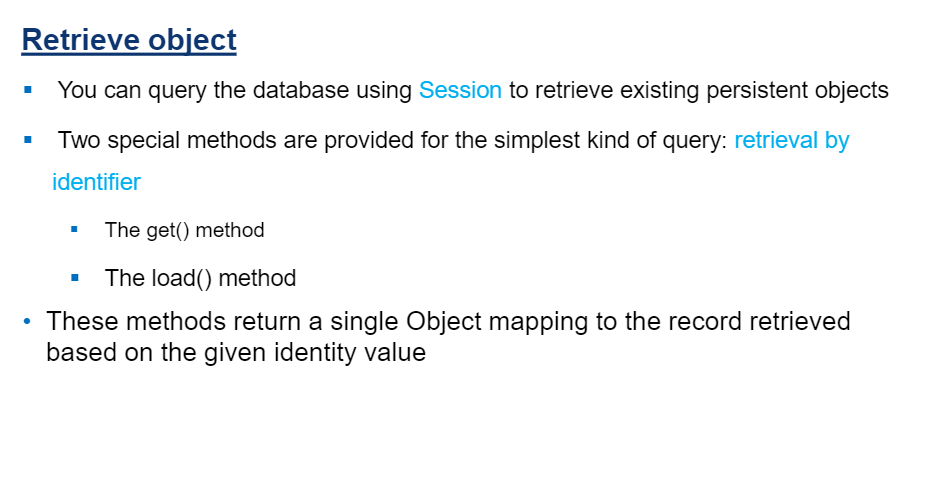 Retrieve object
▪ You can query the database using Session to retrieve existing persistent objects
▪ Two special methods are provided for the simplest kind of query: retrieval by
identifier
▪ The get() method
▪ The load() method
• These methods return a single Object mapping to the record retrieved
based on the given identity value